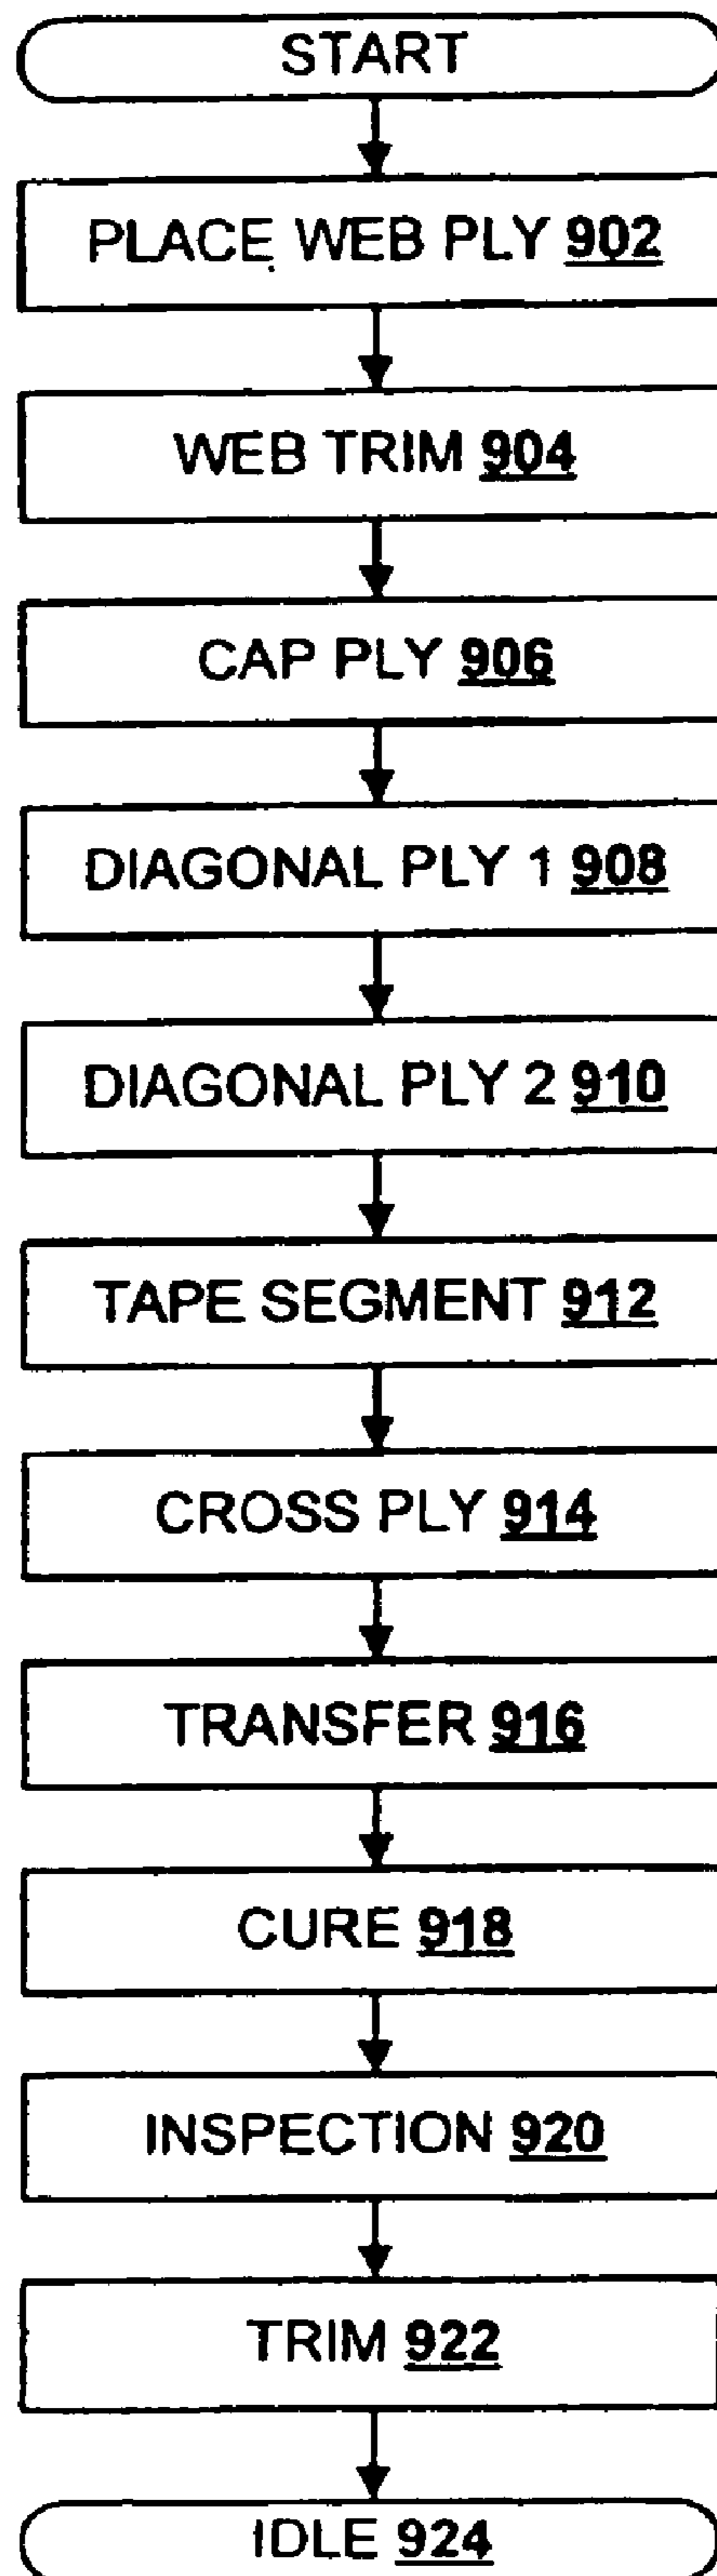 START
PLACE WEB PLY 902
WEB TRIM 904
CAP PLY 906
DIAGONAL PLY 1 908
DIAGONAL PLY 2 910
TAPE SEGMENT 912
CROSS PLY 914
TRANSFER 916
CURE 918
INSPECTION 920
TRIM 922
IDLE 924